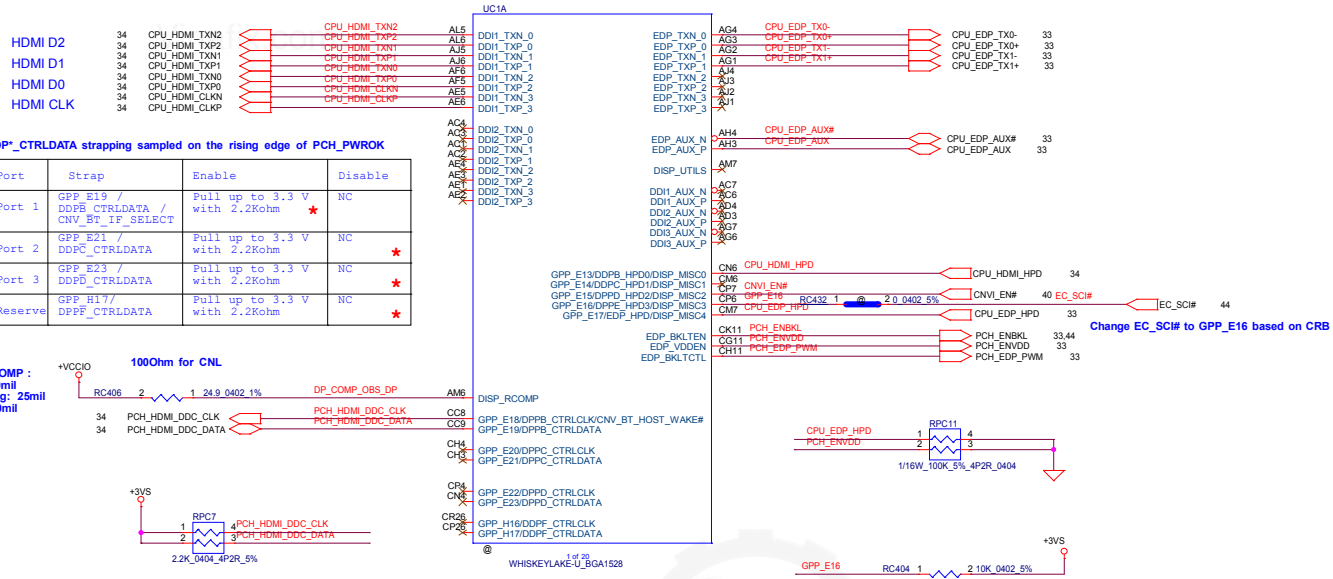 UC1A
HDMI D2
HDMI D1
HDMI D0
HDMI CLK
34 CPU_HDMI_TXN2 CPU_HDMI_TXN2 AL5 DDI1_TXN_0
34 CPU_HDMI_TXP2 CPU_HDMI_TXP2 AL6 DDI1_TXP_0
34 CPU_HDMI_TXN1 CPU_HDMI_TXN1 AJ5 DDI1_TXN_1
34 CPU_HDMI_TXP1 CPU_HDMI_TXP1 AJ6 DDI1_TXP_1
34 CPU_HDMI_TXN0 CPU_HDMI_TXN0 AF6 DDI1_TXN_2
34 CPU_HDMI_TXP0 CPU_HDMI_TXP0 AF5 DDI1_TXP_2
34 CPU_HDMI_CLKN CPU_HDMI_CLKN AE5 DDI1_TXN_3
34 CPU_HDMI_CLKP CPU_HDMI_CLKP AE6 DDI1_TXP_3
AC4 DDI2_TXN_0
AC3 DDI2_TXP_0
AC1 DDI2_TXN_1
AC2 DDI2_TXP_1
AE4 DDI2_TXN_2
AE3 DDI2_TXP_2
AE1 DDI2_TXN_3
AE2 DDI2_TXP_3
EDP_TXN_0 AG4 CPU_EDP_TX0- CPU_EDP_TX0- 33
EDP_TXP_0 AG3 CPU_EDP_TX0+ CPU_EDP_TX0+ 33
EDP_TXN_1 AG2 CPU_EDP_TX1- CPU_EDP_TX1- 33
EDP_TXP_1 AG1 CPU_EDP_TX1+ CPU_EDP_TX1+ 33
EDP_TXN_2 AJ4
EDP_TXP_2 AJ3
EDP_TXN_3 AJ2
EDP_TXP_3 AJ1
EDP_AUX_N AH4 CPU_EDP_AUX# CPU_EDP_AUX# 33
EDP_AUX_P AH3 CPU_EDP_AUX CPU_EDP_AUX 33
DISP_UTILS AM7
DDI1_AUX_N AC7
DDI1_AUX_P AC6
DDI2_AUX_N AD4
DDI2_AUX_P AD3
DDI3_AUX_N AG7
DDI3_AUX_P AG6
GPP_E13/DDPB_HPD0/DISP_MISC0 CN6 CPU_HDMI_HPD CPU_HDMI_HPD 34
GPP_E14/DDPC_HPD1/DISP_MISC1 CM6
GPP_E15/DPPD_HPD2/DISP_MISC2 CP7 CNVI_EN# CNVI_EN# 40
GPP_E16/DPPE_HPD3/DISP_MISC3 CP6 GPP_E16 RC432 1 @ 2 0_0402_5% EC_SCI# EC_SCI# 44
GPP_E17/EDP_HPD/DISP_MISC4 CM7 CPU_EDP_HPD CPU_EDP_HPD 33
Change EC_SCI# to GPP_E16 based on CRB
EDP_BKLTEN CK11 PCH_ENBKL PCH_ENBKL 33,44
EDP_VDDEN CG11 PCH_ENVDD PCH_ENVDD 33
EDP_BKLTCTL CH11 PCH_EDP_PWM PCH_EDP_PWM 33
DP*_CTRLDATA strapping sampled on the rising edge of PCH_PWROK
Port Strap Enable Disable
Port 1 GPP_E19 / Pull up to 3.3 V NC
DDPB_CTRLDATA / with 2.2Kohm *
CNV_BT_IF_SELECT
Port 2 GPP_E21 / Pull up to 3.3 V NC
DDPC_CTRLDATA with 2.2Kohm *
Port 3 GPP_E23 / Pull up to 3.3 V NC
DDPD_CTRLDATA with 2.2Kohm *
Reserve GPP_H17/ Pull up to 3.3 V NC
DPPF_CTRLDATA with 2.2Kohm *
OMP :
mil
g: 25mil
mil
+VCCIO
100Ohm for CNL
RC406 2 1 24.9_0402_1% DP_COMP_OBS_DP AM6 DISP_RCOMP
34 PCH_HDMI_DDC_CLK PCH_HDMI_DDC_CLK CC8 GPP_E18/DPPB_CTRLCLK/CNV_BT_HOST_WAKE#
34 PCH_HDMI_DDC_DATA PCH_HDMI_DDC_DATA CC9 GPP_E19/DPPB_CTRLDATA
CH4 GPP_E20/DPPC_CTRLCLK
CH3 GPP_E21/DPPC_CTRLDATA
CP4 GPP_E22/DPPD_CTRLCLK
CN4 GPP_E23/DPPD_CTRLDATA
CR26 GPP_H16/DDPF_CTRLCLK
CP26 GPP_H17/DDPF_CTRLDATA
+3VS
RPC7
1 4 PCH_HDMI_DDC_CLK
2 3 PCH_HDMI_DDC_DATA
2.2K_0404_4P2R_5%
@
1 of 20
WHISKEYLAKE-U_BGA1528
RPC11
CPU_EDP_HPD 1 4
PCH_ENVDD 2 3
1/16W_100K_5%_4P2R_0404
+3VS
GPP_E16 RC404 1 2 10K_0402_5%